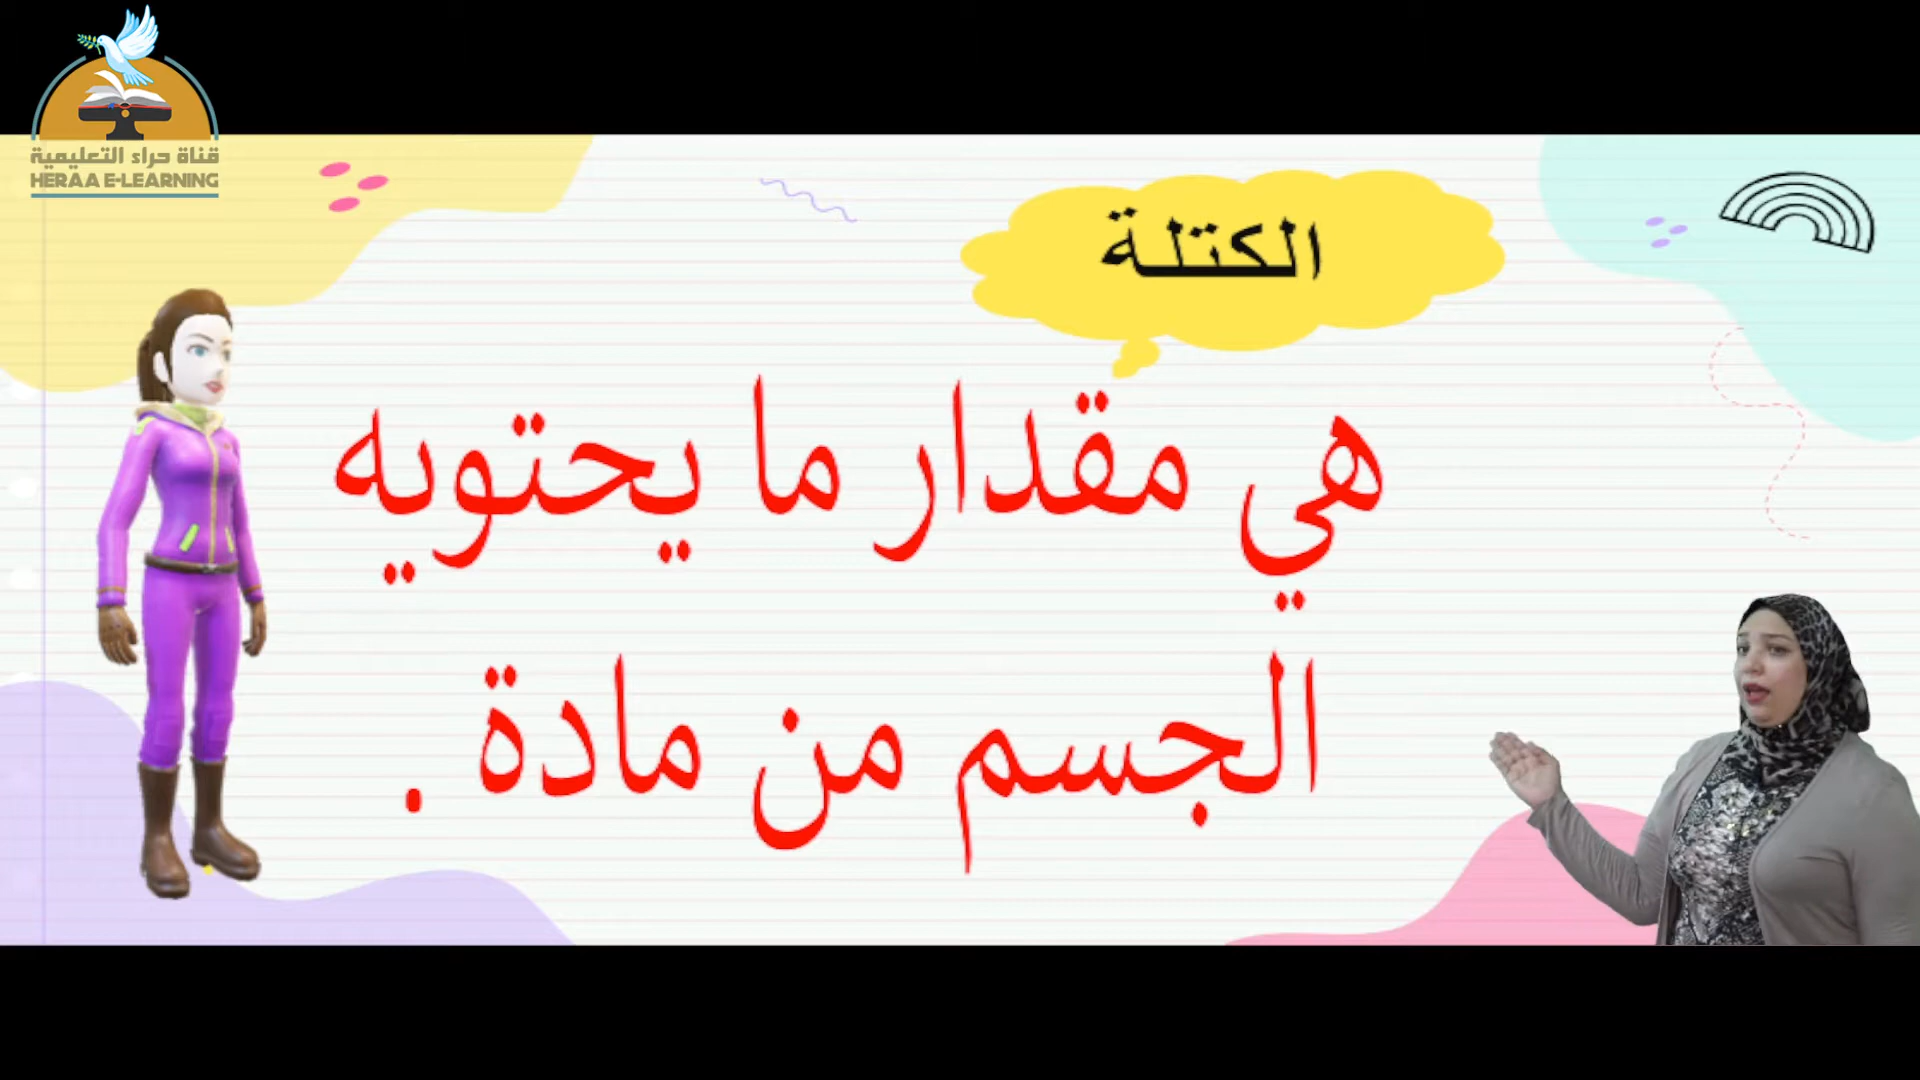 قناة حراء التعليمية
HERAA E-LEARNING
الكتلة
هي مقدار ما يحتويه
الجسم من مادة .